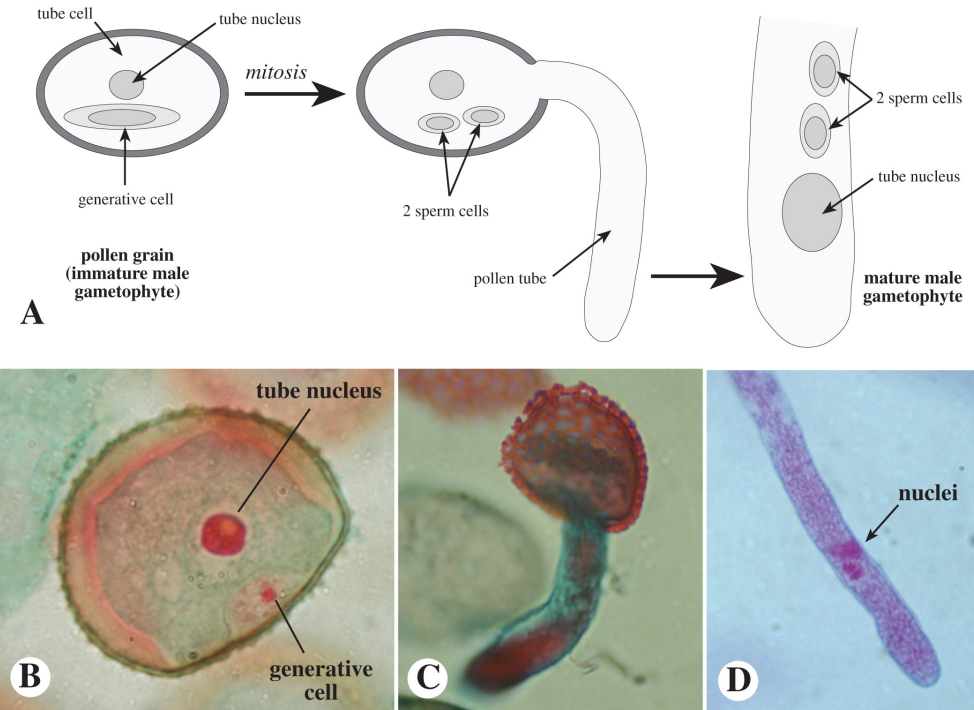 tube cell
tube nucleus
mitosis
generative cell
2 sperm cells
pollen tube
2 sperm cells
tube nucleus
pollen grain
(immature male
gametophyte)
mature male
gametophyte
A
tube nucleus
generative
cell
B
C
nuclei
D